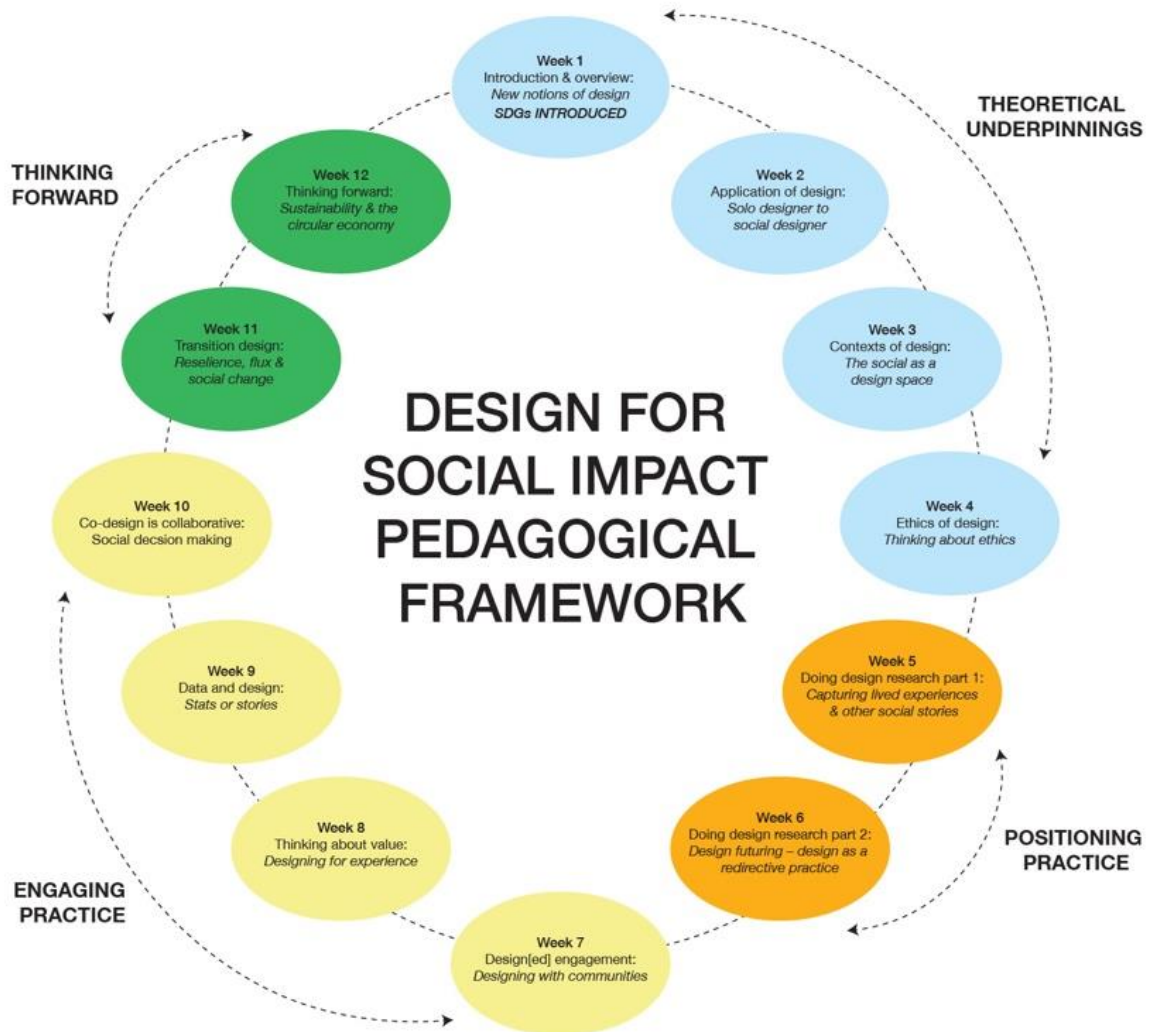 DESIGN FOR
SOCIAL IMPACT
PEDAGOGICAL
FRAMEWORK
THEORETICAL
UNDERPINNINGS
Week 1
Introduction & overview:
New notions of design
SDGs INTRODUCED
Week 2
Application of design:
Solo designer to
social designer
Week 3
Contexts of design:
The social as a
design space
Week 4
Ethics of design:
Thinking about ethics
POSITIONING
PRACTICE
Week 5
Doing design research part 1:
Capturing lived experiences
& other social stories
Week 6
Doing design research part 2:
Design futuring – design as a
redirective practice
ENGAGING
PRACTICE
Week 7
Design[ed] engagement:
Designing with communities
Week 8
Thinking about value:
Designing for experience
Week 9
Data and design:
Stats or stories
Week 10
Co-design is collaborative:
Social decsion making
THINKING
FORWARD
Week 11
Transition design:
Reselience, flux &
social change
Week 12
Thinking forward:
Sustainability & the
circular economy